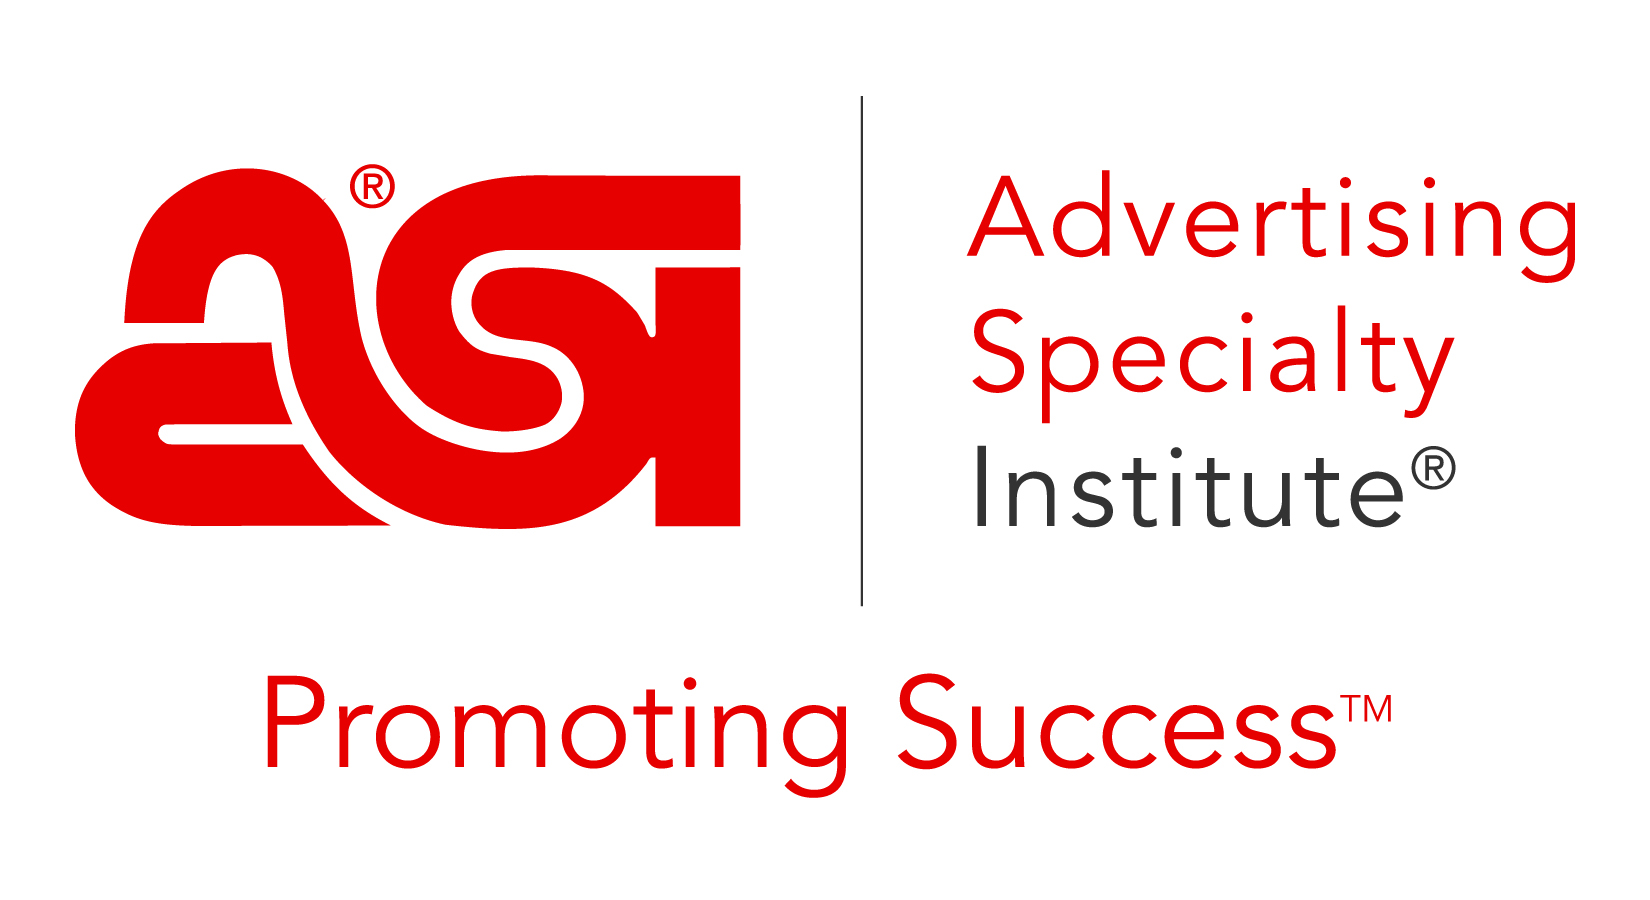 asi®
Advertising
Specialty
Institute®
Promoting Success™